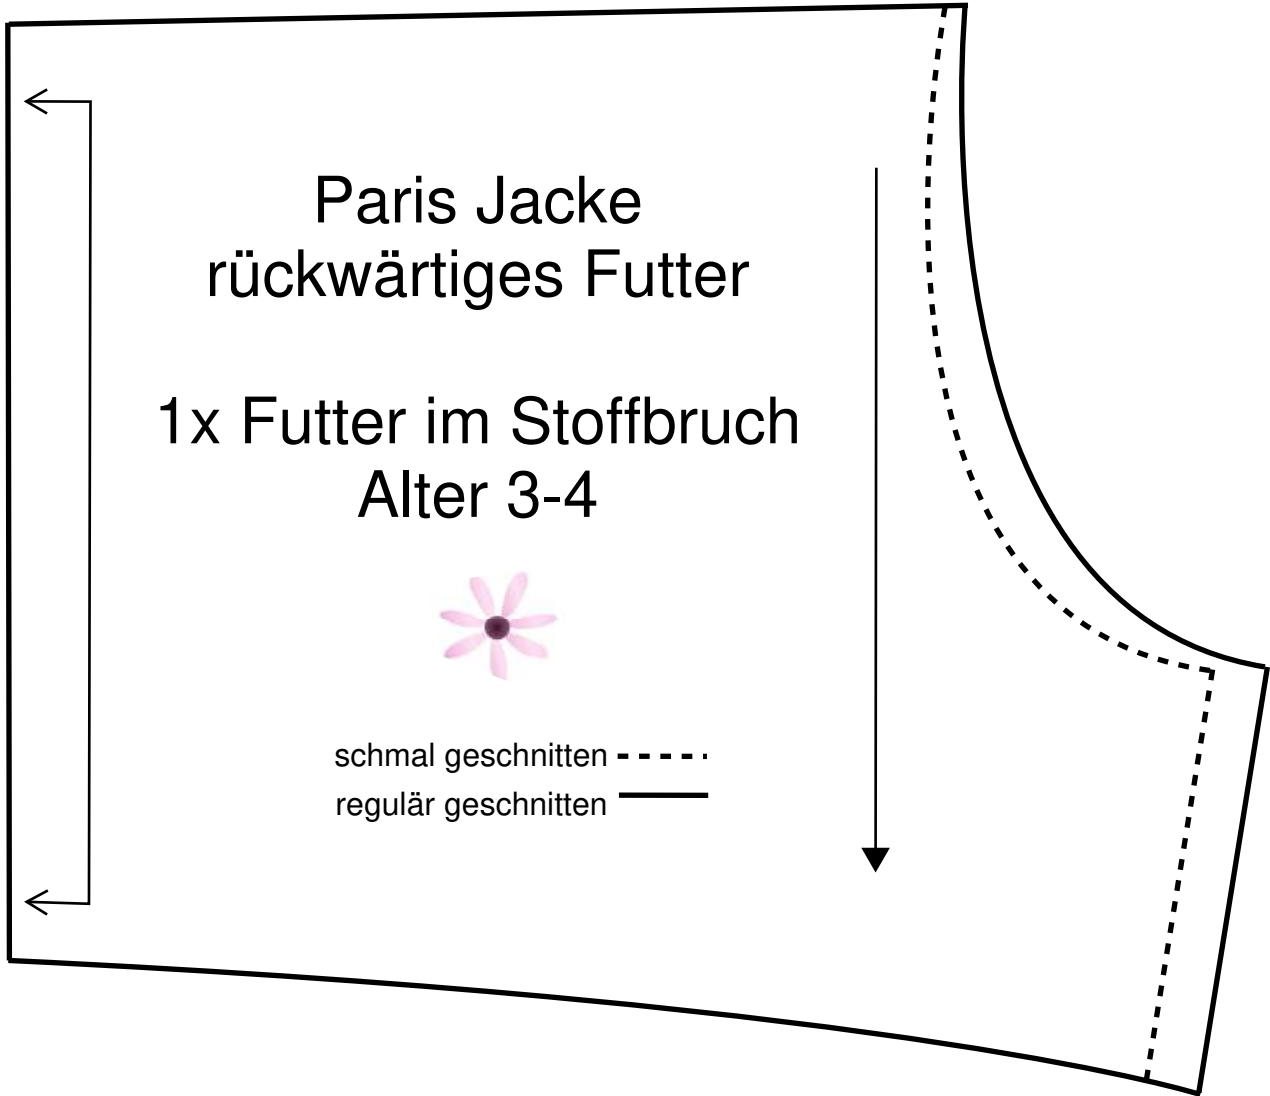 Paris Jacke
rückwärtiges Futter
1x Futter im Stoffbruch
Alter 3-4
schmal geschnitten
regulär geschnitten